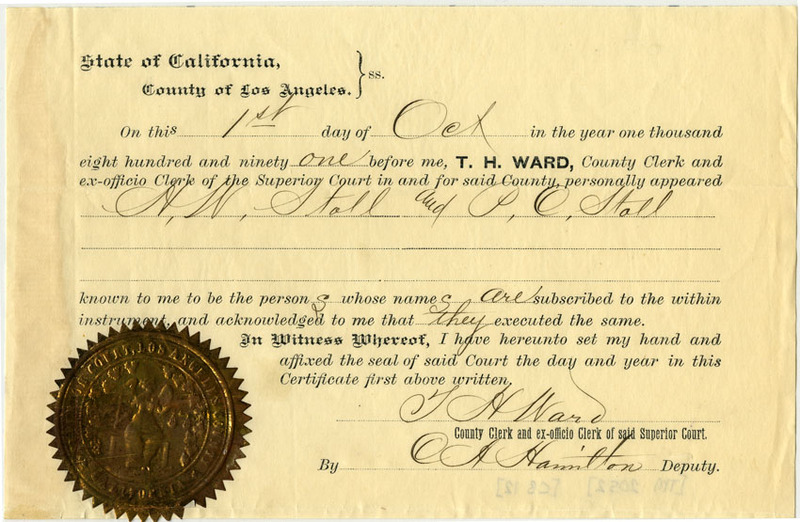 State of California,
County of Los Angeles. } ss.
On this 1st day of Oct in the year one thousand
eight hundred and ninety one before me, T. H. WARD, County Clerk and
ex-officio Clerk of the Superior Court in and for said County, personally appeared
H. W. Stoll and P. C. Stoll
known to me to be the persons whose names are subscribed to the within
instrument, and acknowledged to me that they executed the same.
In Witness Whereof, I have hereunto set my hand and
affixed the seal of said Court the day and year in this
Certificate first above written.
T H Ward
County Clerk and ex-officio Clerk of said Superior Court.
By C A Hamilton Deputy.